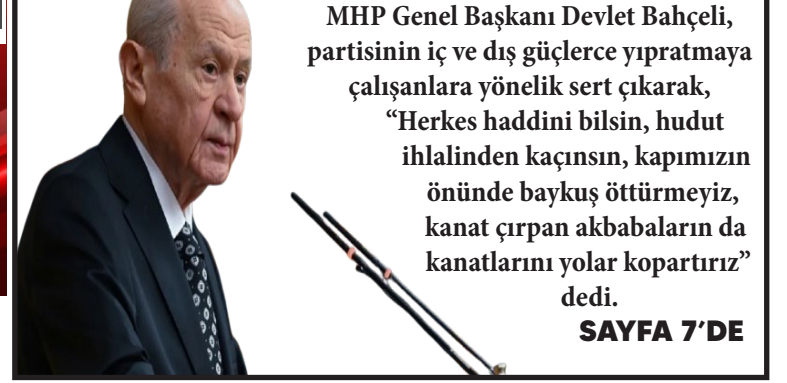 MHP Genel Başkanı Devlet Bahçeli,
partisinin iç ve dış güçlerce yıpratmaya
çalışanlara yönelik sert çıkarak,
“Herkes haddini bilsin, hudut
ihlalinden kaçınsın, kapımızın
önünde baykuş öttürmeyiz,
kanat çırpan akbabaların da
kanatlarını yolar kopartırız”
dedi.
SAYFA 7’DE